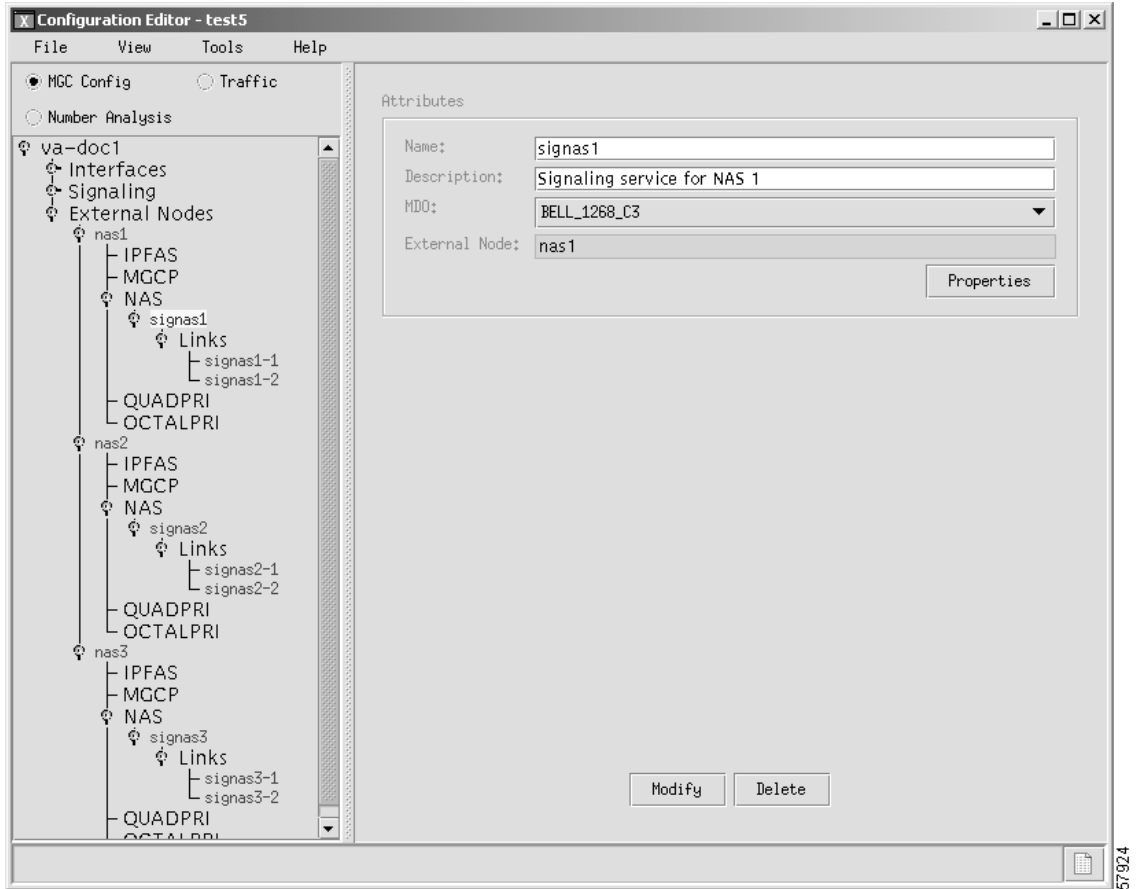 Configuration Editor - test5
File View Tools Help
MGC Config Traffic
Number Analysis
va-doc1
Interfaces
Signaling
External Nodes
nas1
IPFAS
MGCP
NAS
signas1
Links
signas1-1
signas1-2
QUADPRI
OCTALPRI
nas2
IPFAS
MGCP
NAS
signas2
Links
signas2-1
signas2-2
QUADPRI
OCTALPRI
nas3
IPFAS
MGCP
NAS
signas3
Links
signas3-1
signas3-2
QUADPRI
OCTALPRI
Attributes
Name: signas1
Description: Signaling service for NAS 1
MDO: BELL_1268_C3
External Node: nas1
Properties
Modify Delete
57924